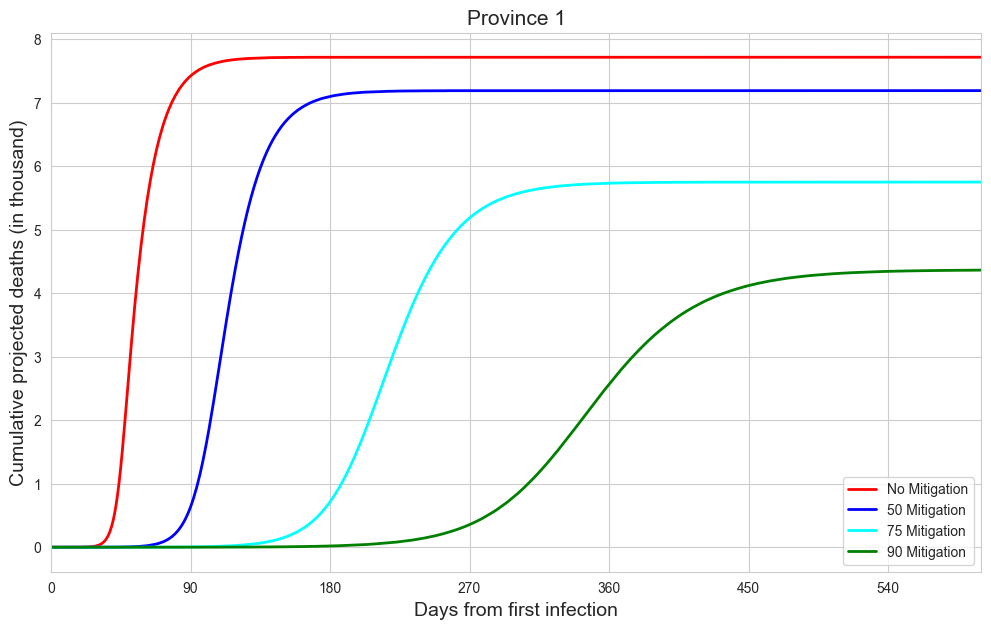 Province 1
Cumulative projected deaths (in thousand)
8
7
6
5
4
3
2
1
0
0 90 180 270 360 450 540
Days from first infection
No Mitigation
50 Mitigation
75 Mitigation
90 Mitigation